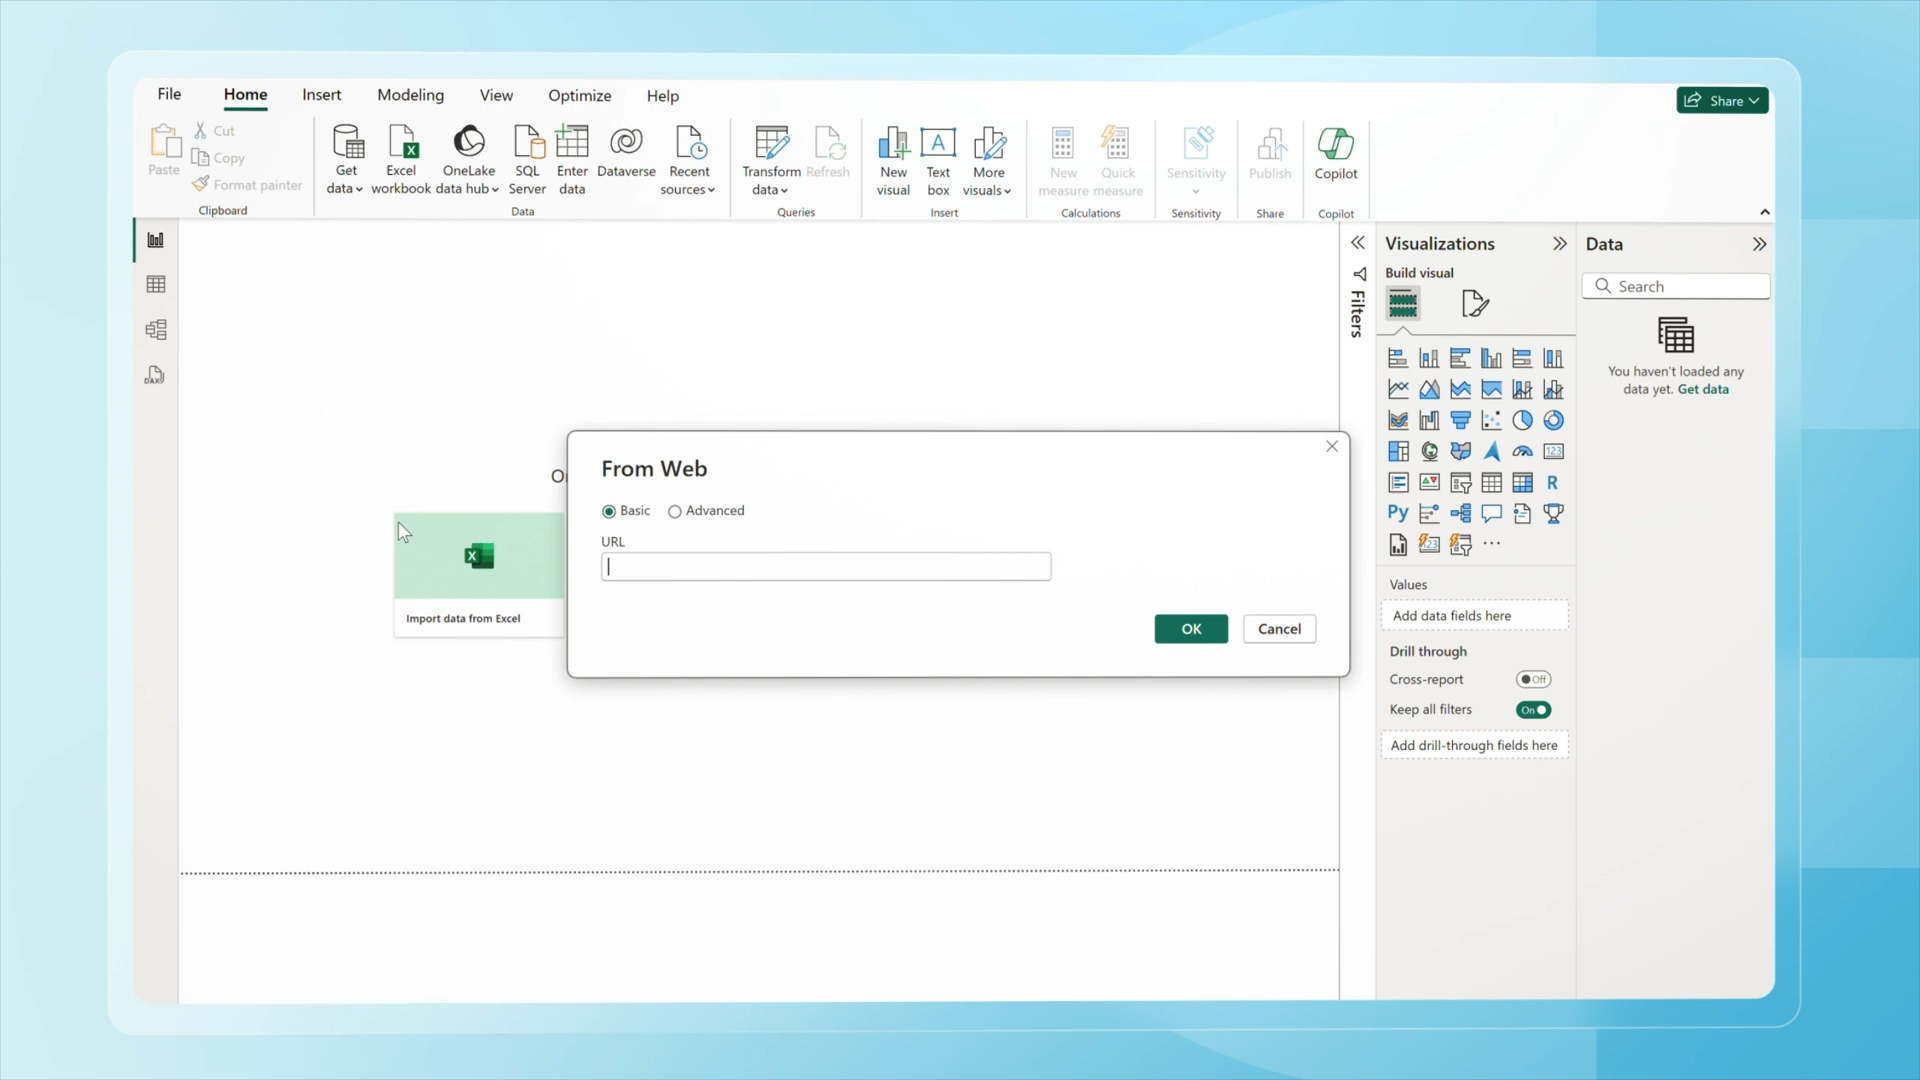 File Home Insert Modeling View Optimize Help
Share
Paste
Cut
Copy
Format painter
Clipboard
Get data
Excel workbook
OneLake data hub
SQL Server
Enter data
Dataverse
Recent sources
Data
Transform data
Refresh
Queries
New visual
A
Text box
More visuals
Insert
New measure
Quick measure
Calculations
Sensitivity
Sensitivity
Publish
Share
Copilot
Copilot
DAX
X
Import data from Excel
From Web
Basic Advanced
URL
OK Cancel
Filters
Visualizations
Build visual
123
R
Py
123
Values
Add data fields here
Drill through
Cross-report Off
Keep all filters On
Add drill-through fields here
Data
Search
You haven't loaded any
data yet. Get data